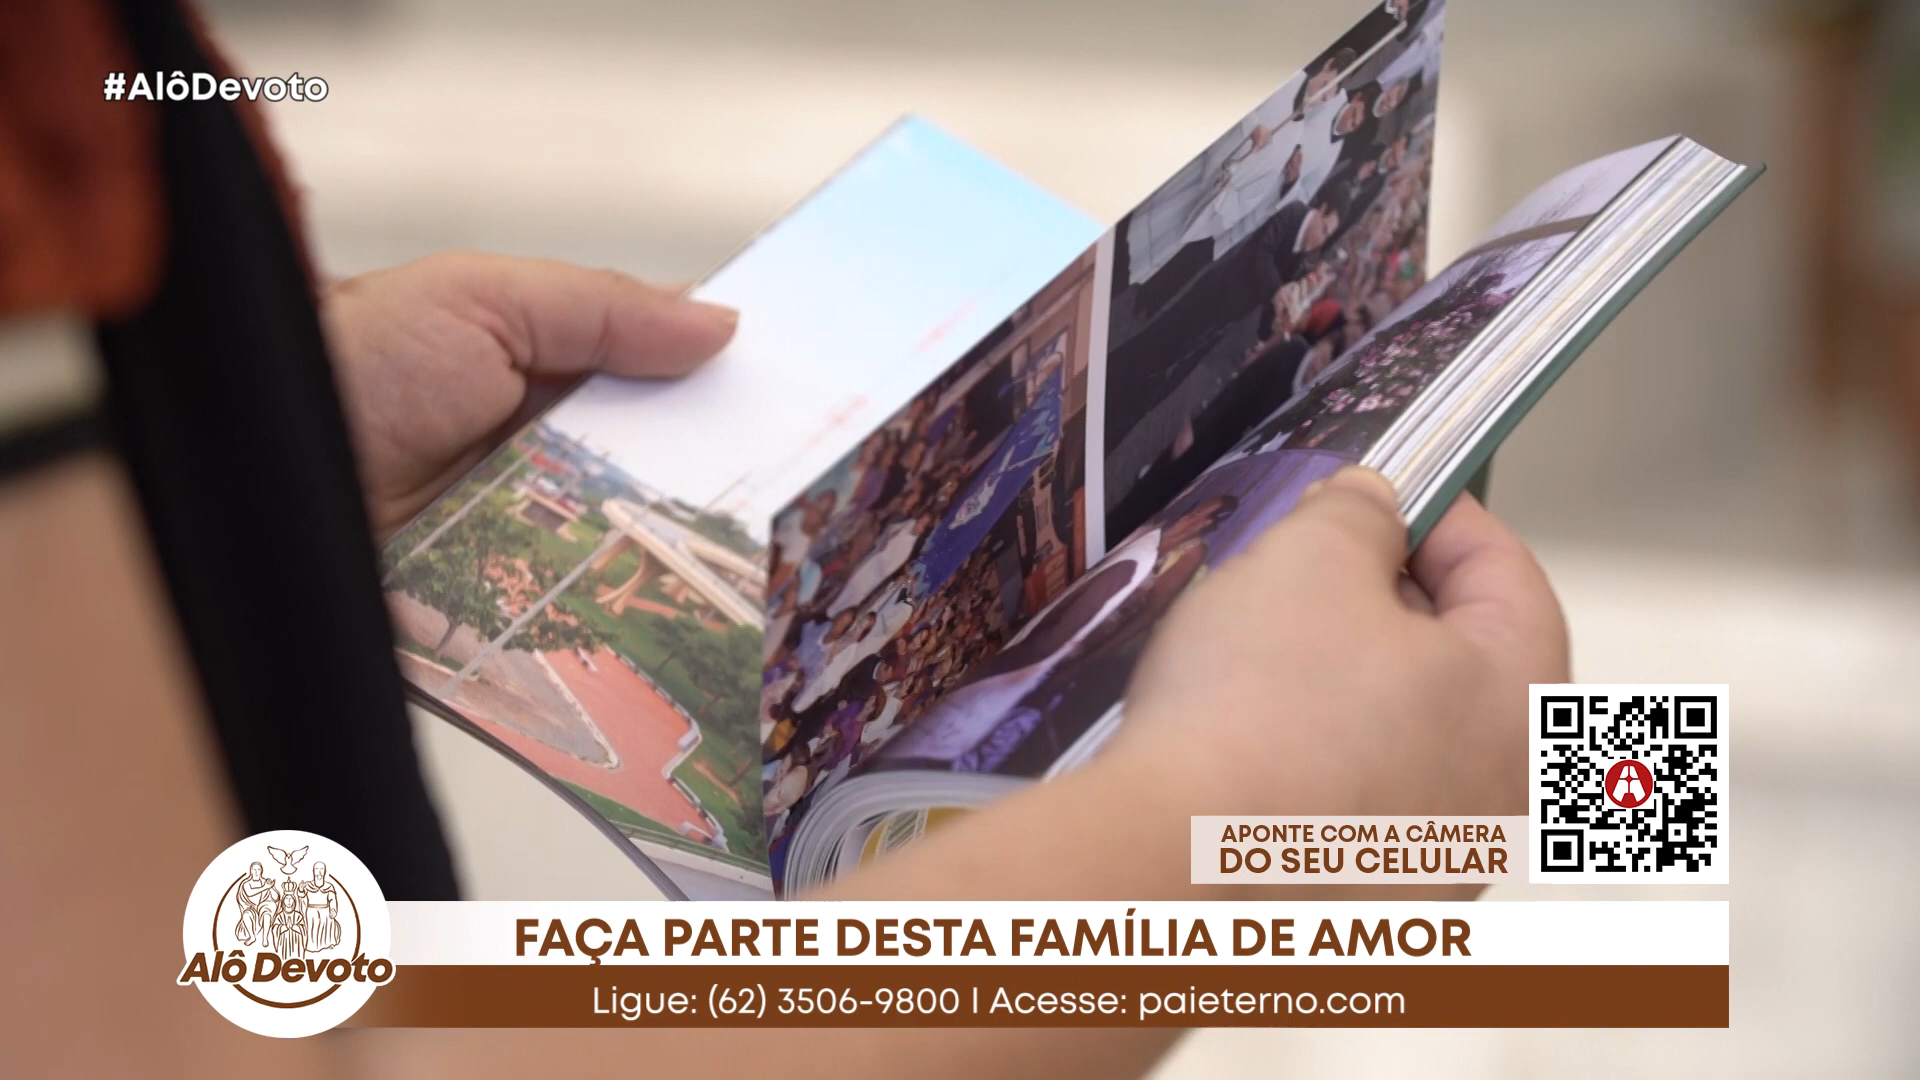 #AlôDevoto
APONTE COM A CÂMERA
DO SEU CELULAR
FAÇA PARTE DESTA FAMÍLIA DE AMOR
Alô Devoto
Ligue: (62) 3506-9800 | Acesse: paieterno.com